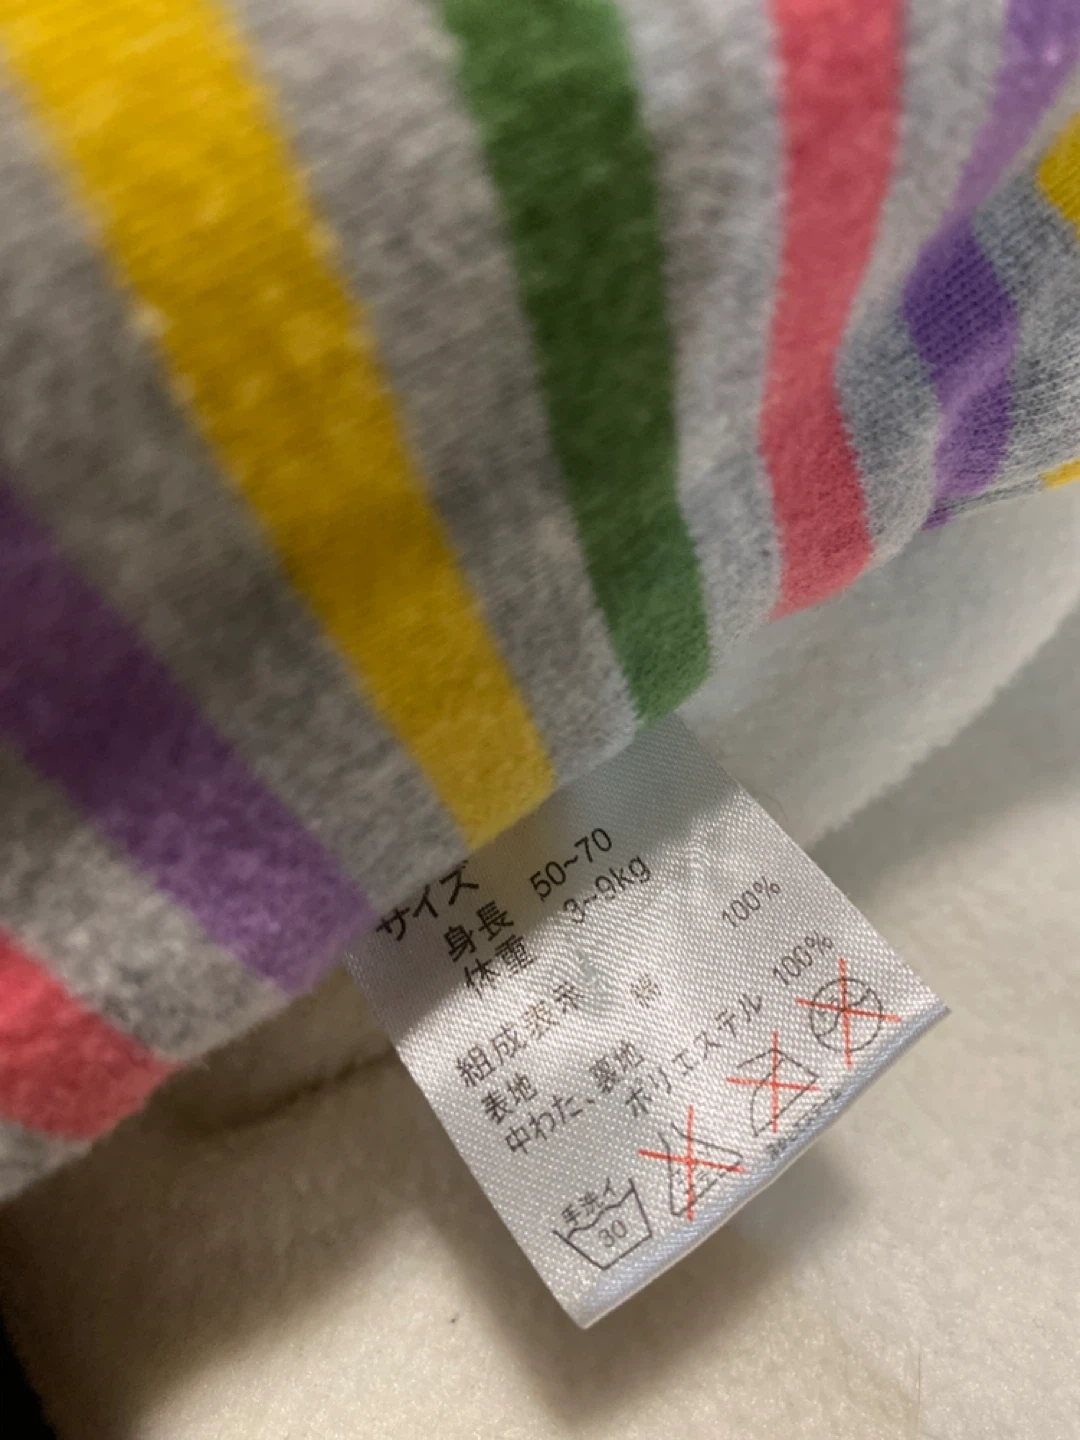 サイズ
身長 50~70
体重 3~9kg
組成表示
表地 綿 100%
中わた、裏地
ポリエステル 100%
手洗イ
30